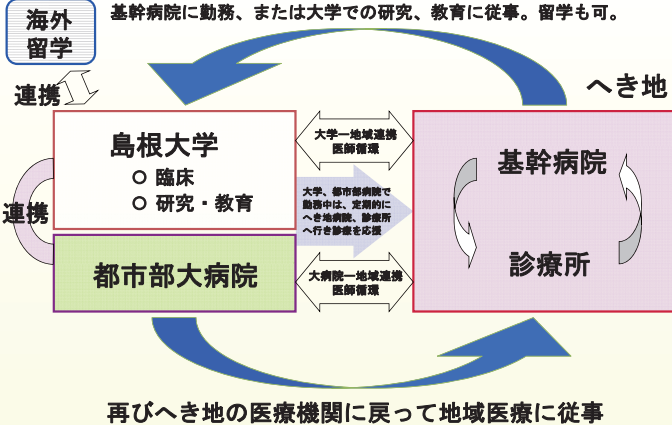 海外
留学
基幹病院に勤務、または大学での研究、教育に従事。留学も可。
連携
へき地
島根大学
○ 臨床
○ 研究・教育
大学ー地域連携
医師循環
基幹病院
連携
大学、都市部病院で
勤務中は、定期的に
へき地病院、診療所
へ行き診療を応援
都市部大病院
大病院ー地域連携
医師循環
診療所
再びへき地の医療機関に戻って地域医療に従事